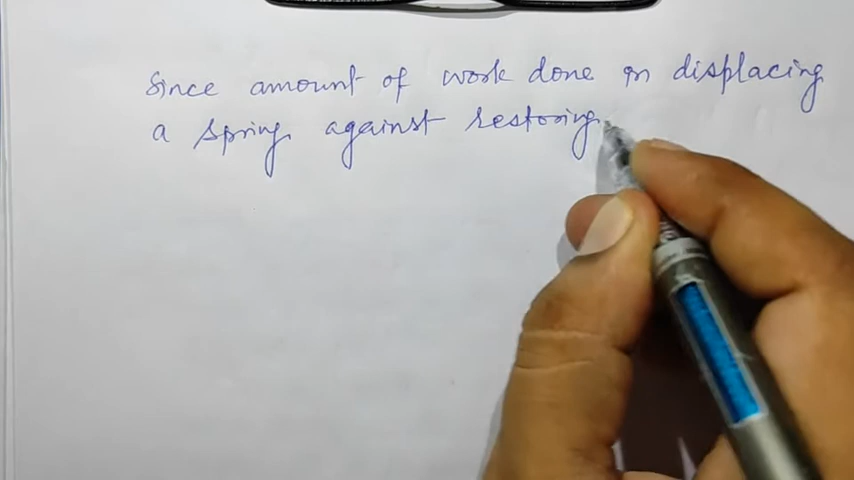 Since amount of work done in displacing
a spring against restoring